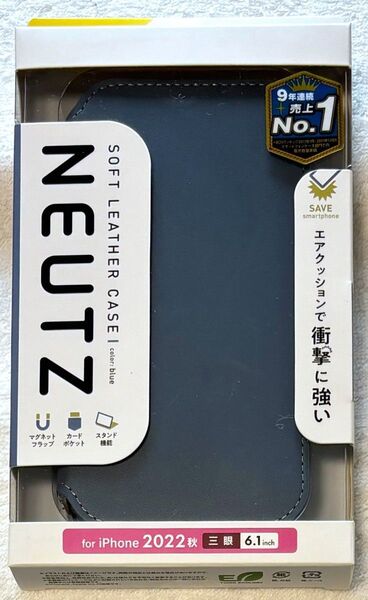 9年連続
売上
No.1
SAVE
smartphone
エアクッションで衝撃に強い
NEUTZ
SOFT LEATHER CASE
color: blue
マグネット
フラップ
カード
ポケット
スタンド
機能
for iPhone 2022秋 三眼 6.1inch